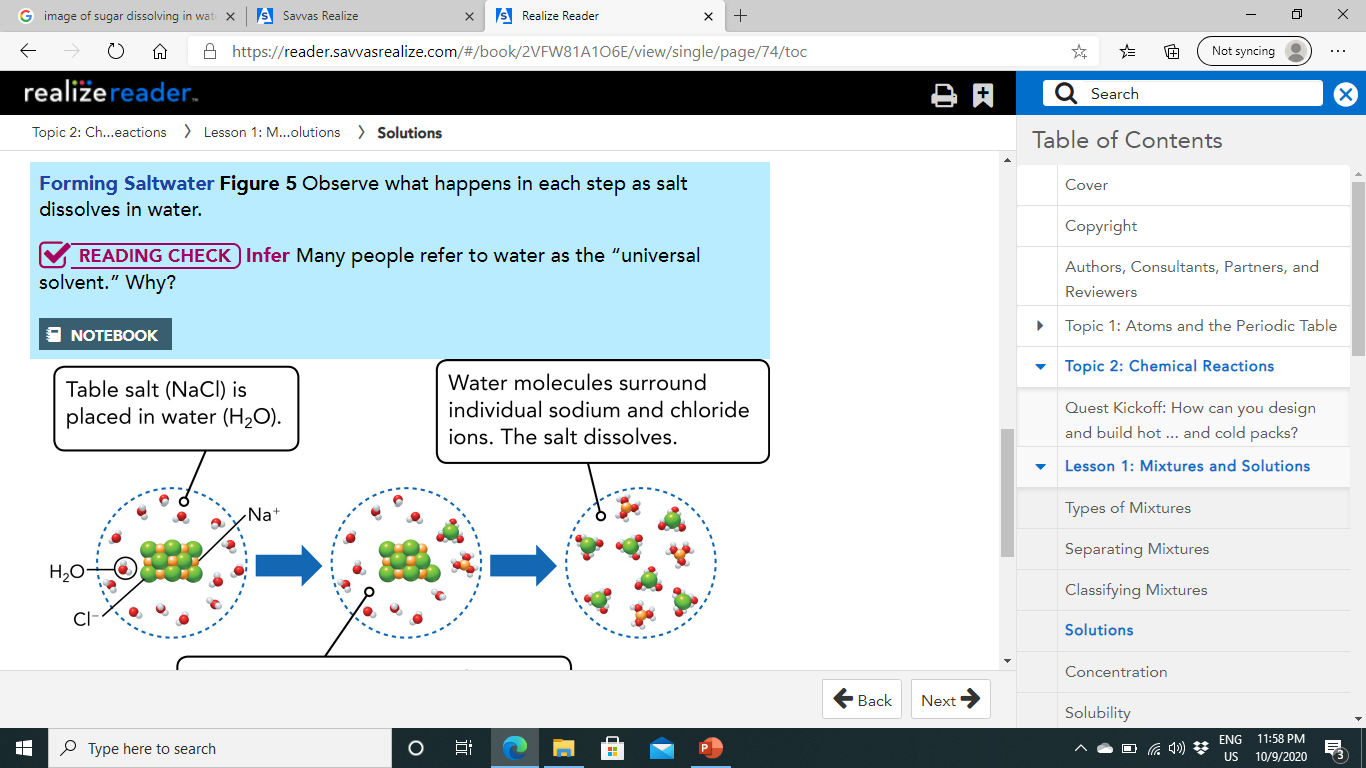 image of sugar dissolving in wat
Savvas Realize
Realize Reader
https://reader.savvasrealize.com/#/book/2VFW81A1O6E/view/single/page/74/toc
Not syncing
realizereader
Search
Topic 2: Ch...eactions
Lesson 1: M...olutions
Solutions
Forming Saltwater Figure 5 Observe what happens in each step as salt
dissolves in water.
READING CHECK Infer Many people refer to water as the “universal
solvent.” Why?
NOTEBOOK
Table salt (NaCl) is
placed in water (H₂O).
Water molecules surround
individual sodium and chloride
ions. The salt dissolves.
Na⁺
H₂O
Cl⁻
Back
Next
Table of Contents
Cover
Copyright
Authors, Consultants, Partners, and
Reviewers
Topic 1: Atoms and the Periodic Table
Topic 2: Chemical Reactions
Quest Kickoff: How can you design
and build hot ... and cold packs?
Lesson 1: Mixtures and Solutions
Types of Mixtures
Separating Mixtures
Classifying Mixtures
Solutions
Concentration
Solubility
Type here to search
ENG
US
11:58 PM
10/9/2020
3